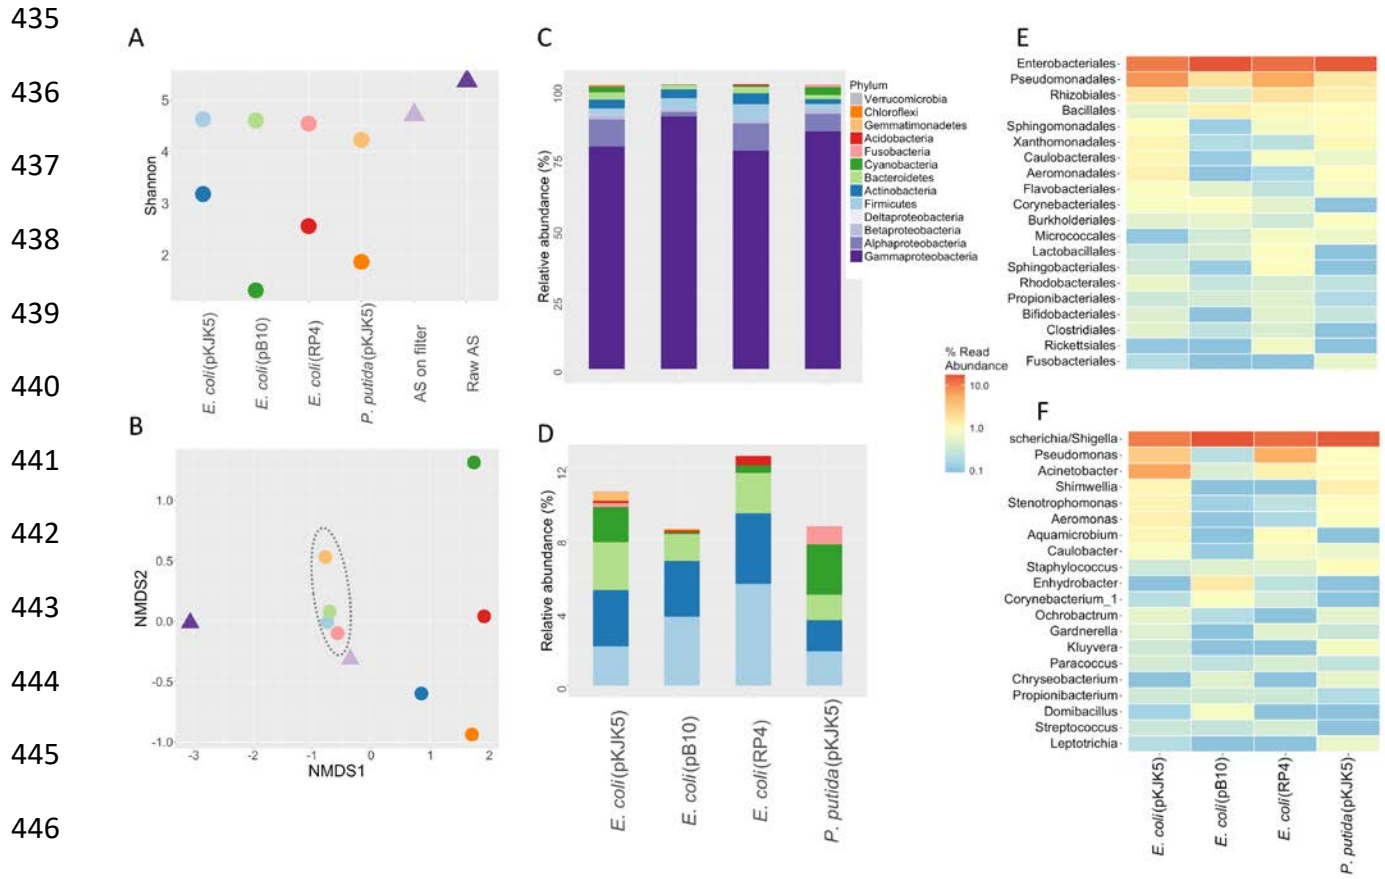 435
436
437
438
439
440
441
442
443
444
445
446
A
Shannon
5
4
3
2
E. coli(pKJK5)
E. coli(pB10)
E. coli(RP4)
P. putida(pKJK5)
AS on filter
Raw AS
B
NMDS2
1.0
0.5
0.0
-0.5
-1.0
-3
-2
-1
0
1
2
NMDS1
C
Relative abundance (%)
100
75
50
25
0
Phylum
Verrucomicrobia
Chloroflexi
Gemmatimonadetes
Acidobacteria
Fusobacteria
Cyanobacteria
Bacteroidetes
Actinobacteria
Firmicutes
Deltaproteobacteria
Betaproteobacteria
Alphaproteobacteria
Gammaproteobacteria
D
Relative abundance (%)
12
8
4
0
E. coli(pKJK5)
E. coli(pB10)
E. coli(RP4)
P. putida(pKJK5)
% Read
Abundance
10.0
1.0
0.1
E
Enterobacteriales
Pseudomonadales
Rhizobiales
Bacillales
Sphingomonadales
Xanthomonadales
Caulobacterales
Aeromonadales
Flavobacteriales
Corynebacteriales
Burkholderiales
Micrococcales
Lactobacillales
Sphingobacteriales
Rhodobacterales
Propionibacteriales
Bifidobacteriales
Clostridiales
Rickettsiales
Fusobacteriales
F
scherichia/Shigella
Pseudomonas
Acinetobacter
Shimwellia
Stenotrophomonas
Aeromonas
Aquamicrobium
Caulobacter
Staphylococcus
Enhydrobacter
Corynebacterium_1
Ochrobactrum
Gardnerella
Kluyvera
Paracoccus
Chryseobacterium
Propionibacterium
Domibacillus
Streptococcus
Leptotrichia
E. coli(pKJK5)
E. coli(pB10)
E. coli(RP4)
P. putida(pKJK5)